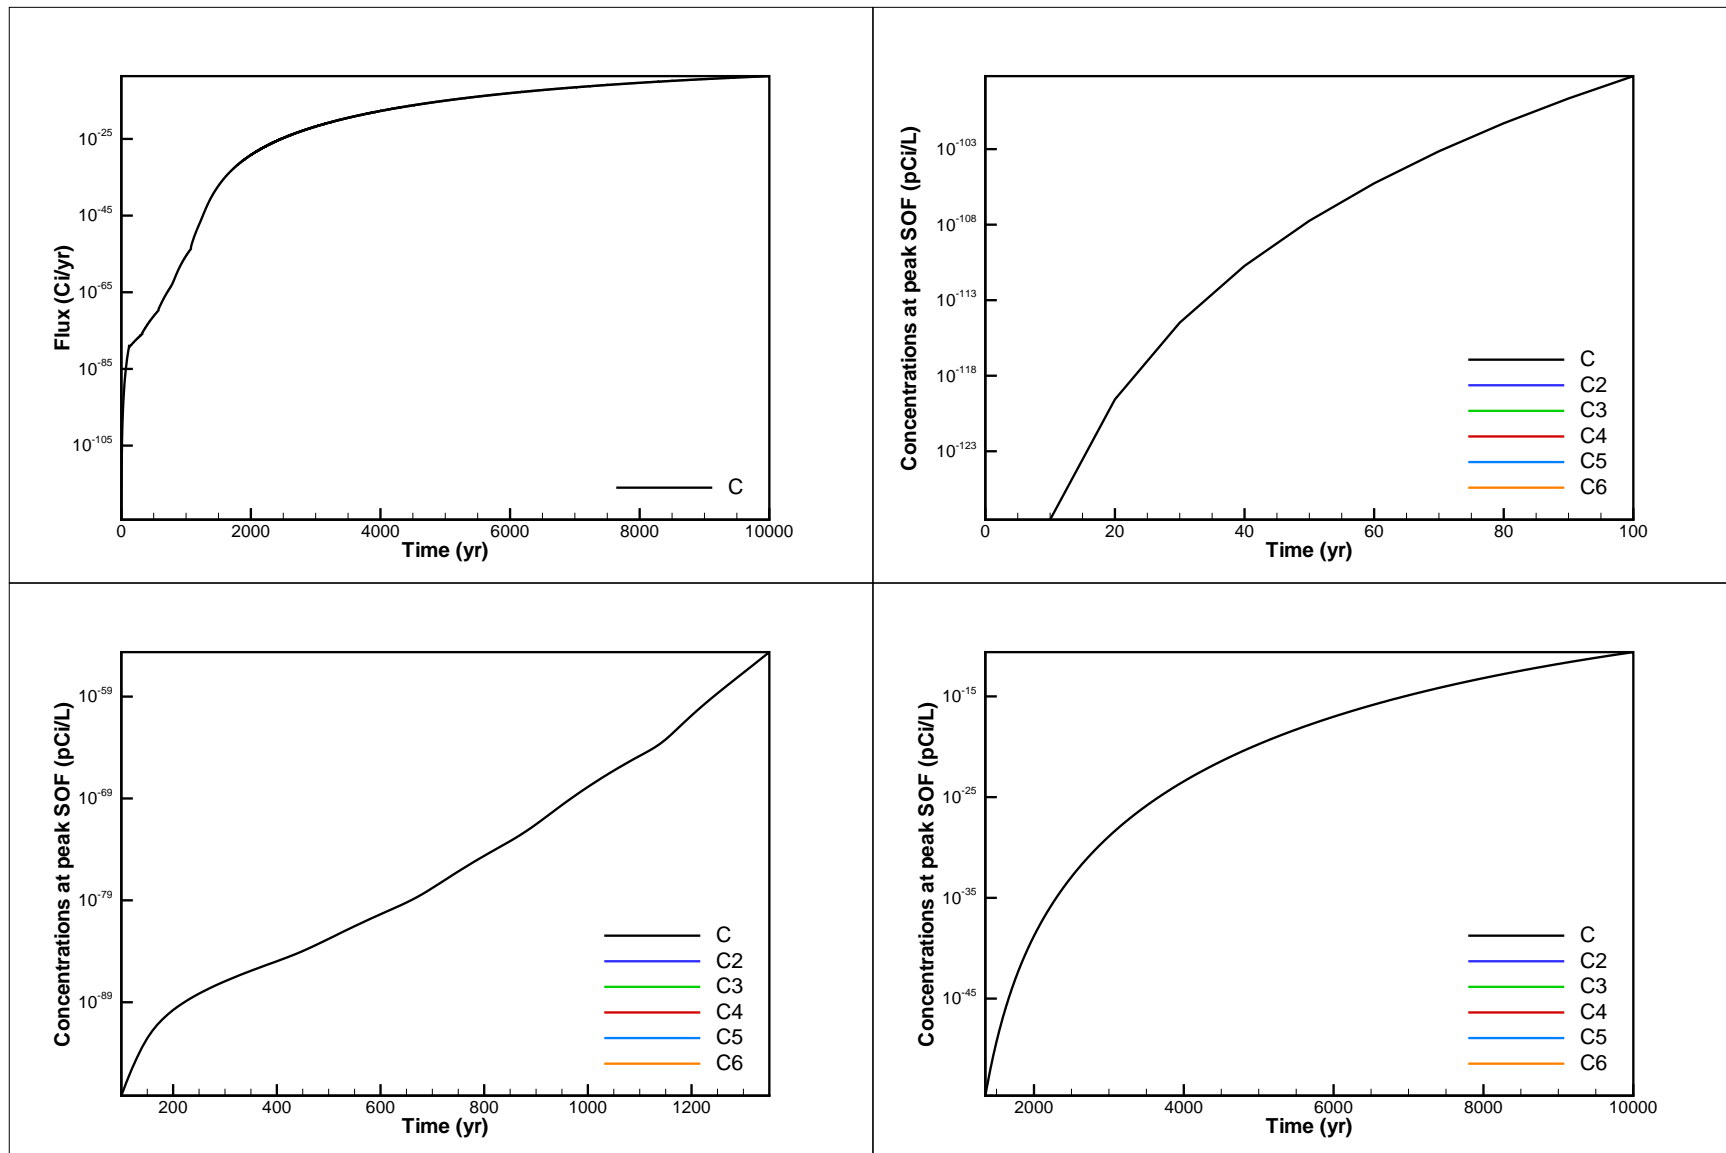 Flux (Ci/yr)
10^-25
10^-45
10^-65
10^-85
10^-105
C
0 2000 4000 6000 8000 10000
Time (yr)
Concentrations at peak SOF (pCi/L)
10^-103
10^-108
10^-113
10^-118
10^-123
C
C2
C3
C4
C5
C6
0 20 40 60 80 100
Time (yr)
Concentrations at peak SOF (pCi/L)
10^-59
10^-69
10^-79
10^-89
C
C2
C3
C4
C5
C6
200 400 600 800 1000 1200
Time (yr)
Concentrations at peak SOF (pCi/L)
10^-15
10^-25
10^-35
10^-45
C
C2
C3
C4
C5
C6
2000 4000 6000 8000 10000
Time (yr)